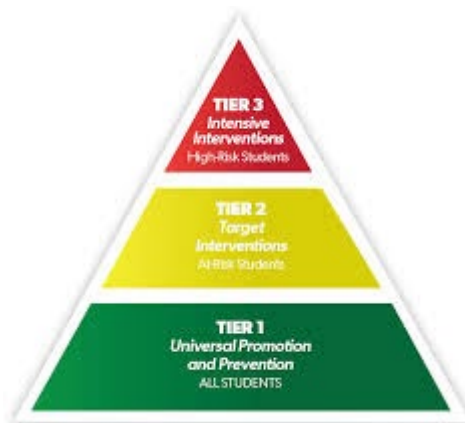 TIER 3
Intensive
Interventions
High-Risk Students
TIER 2
Target
Interventions
At-Risk Students
TIER 1
Universal Promotion
and Prevention
ALL STUDENTS